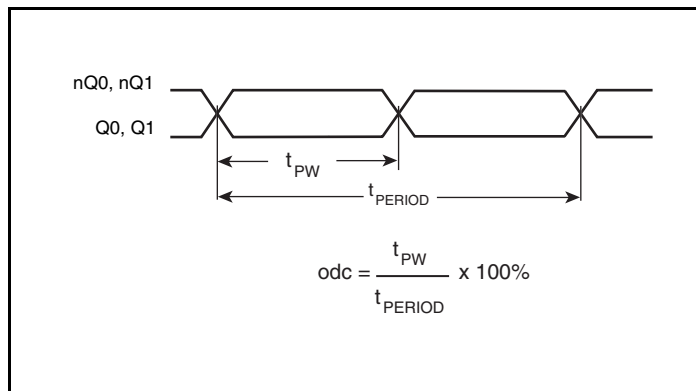 nQ0, nQ1
Q0, Q1
tPW
tPERIOD
odc = tPW / tPERIOD x 100%